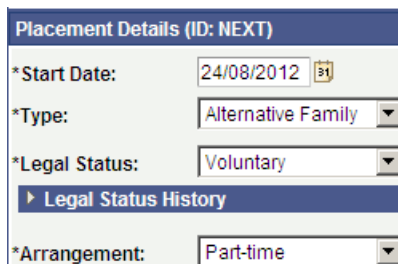 Placement Details (ID: NEXT)
*Start Date: 24/08/2012 31
*Type: Alternative Family
*Legal Status: Voluntary
Legal Status History
*Arrangement: Part-time